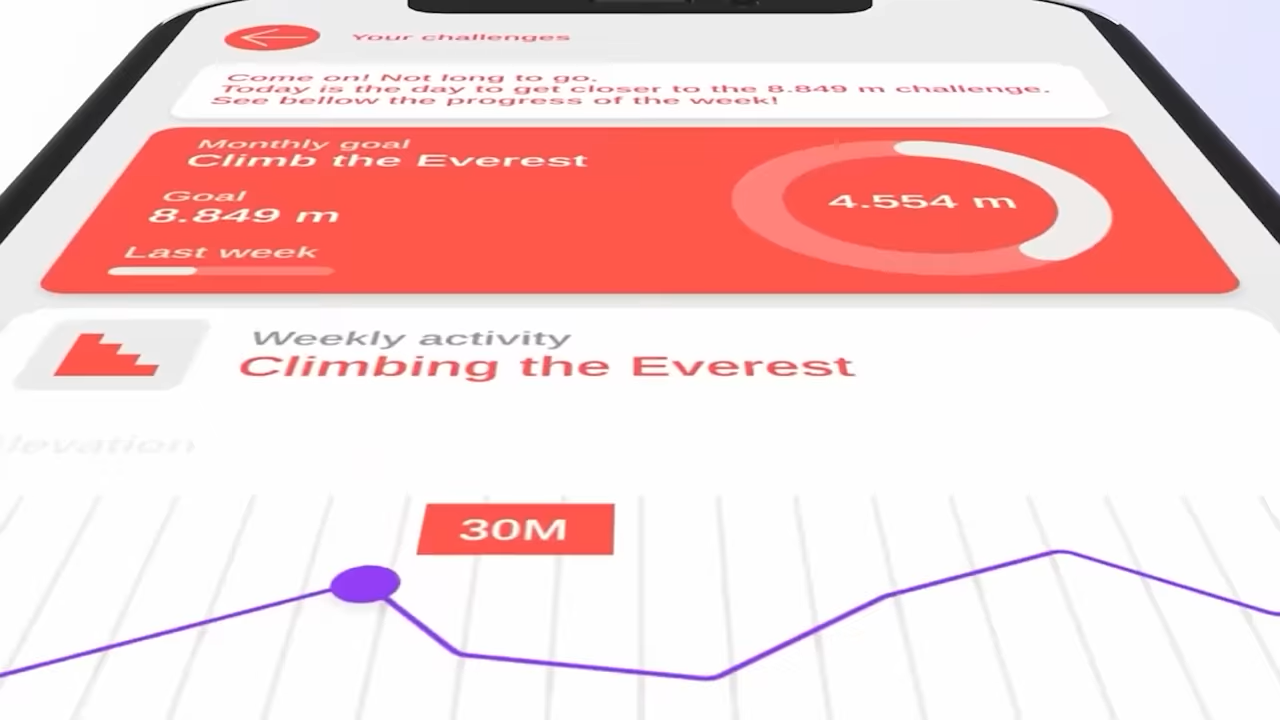 Your challenges
Come on! Not long to go.
Today is the day to get closer to the 8.849 m challenge.
See bellow the progress of the week!
Monthly goal
Climb the Everest
Goal
8.849 m
4.554 m
Last week
Weekly activity
Climbing the Everest
levation
30M